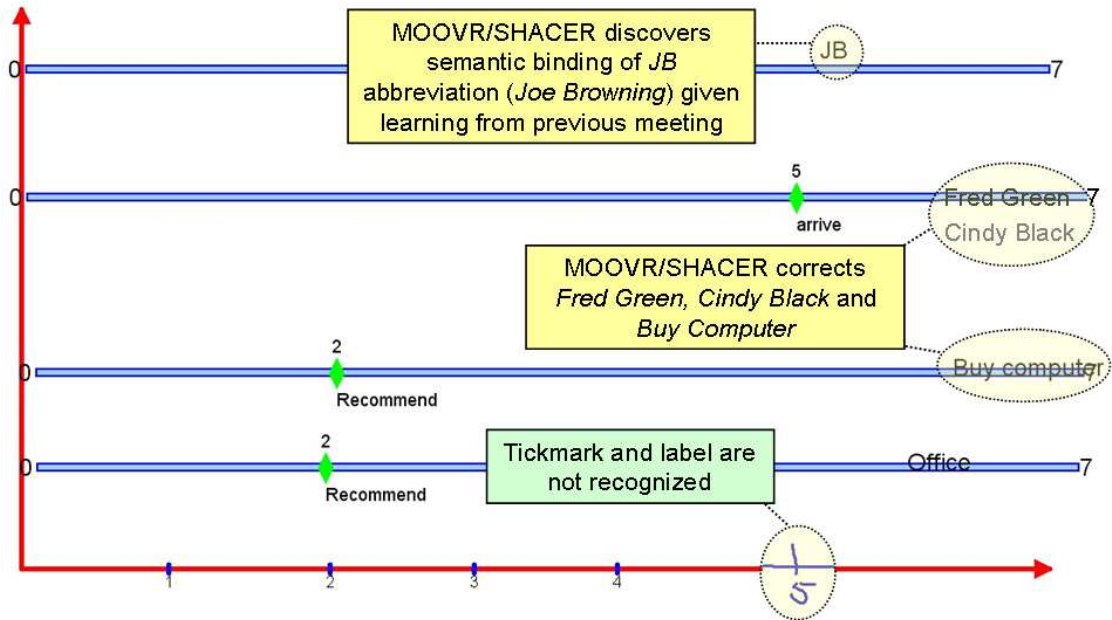 MOOVR/SHACER discovers
semantic binding of JB
abbreviation (Joe Browning) given
learning from previous meeting
JB
0
7
5
arrive
0
Fred Green
7
Cindy Black
MOOVR/SHACER corrects
Fred Green, Cindy Black and
Buy Computer
2
0
Recommend
Buy computer
7
2
0
Recommend
Tickmark and label are
not recognized
Office
7
1
2
3
4
5